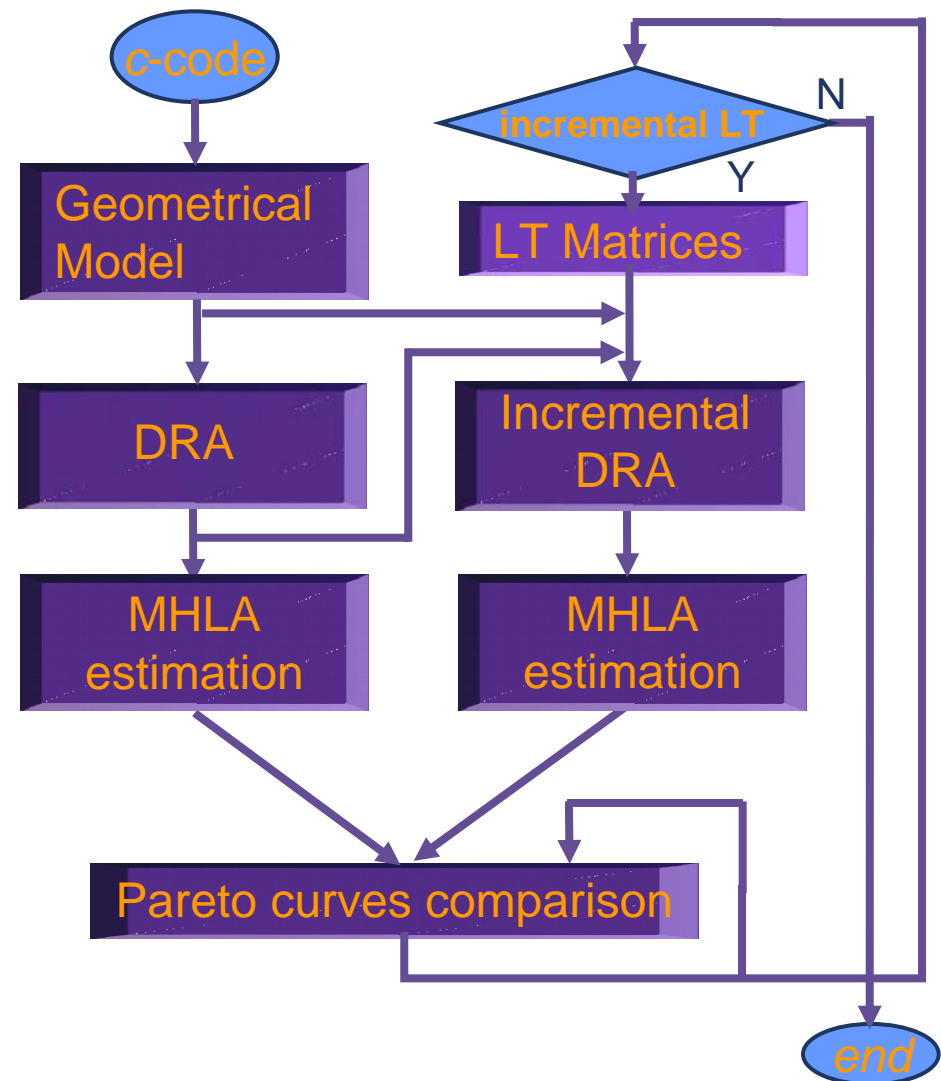 c-code
Geometrical
Model
DRA
MHLA
estimation
incremental LT
N
Y
LT Matrices
Incremental
DRA
MHLA
estimation
Pareto curves comparison
end